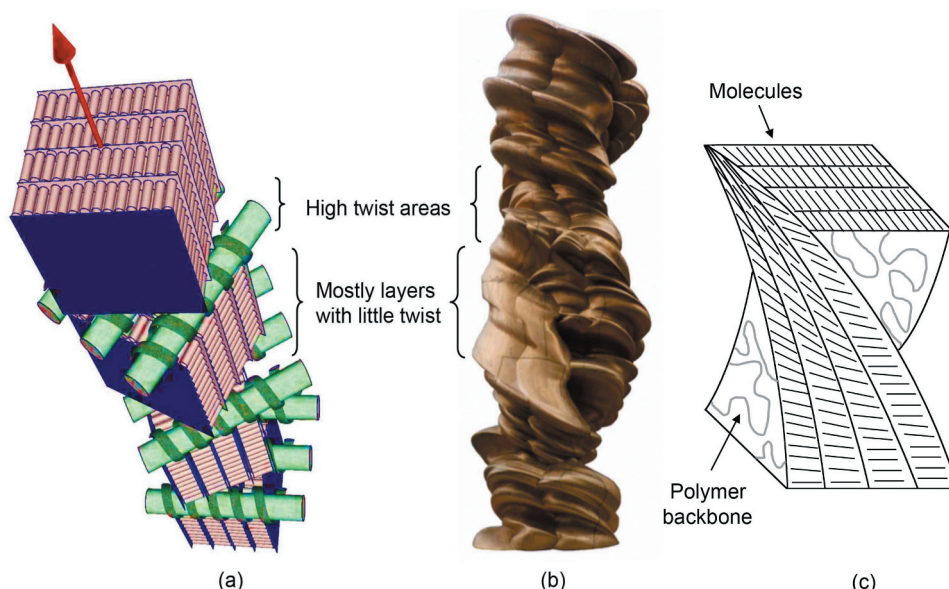 Molecules
High twist areas
Mostly layers
with little twist
Polymer
backbone
(a)
(b)
(c)